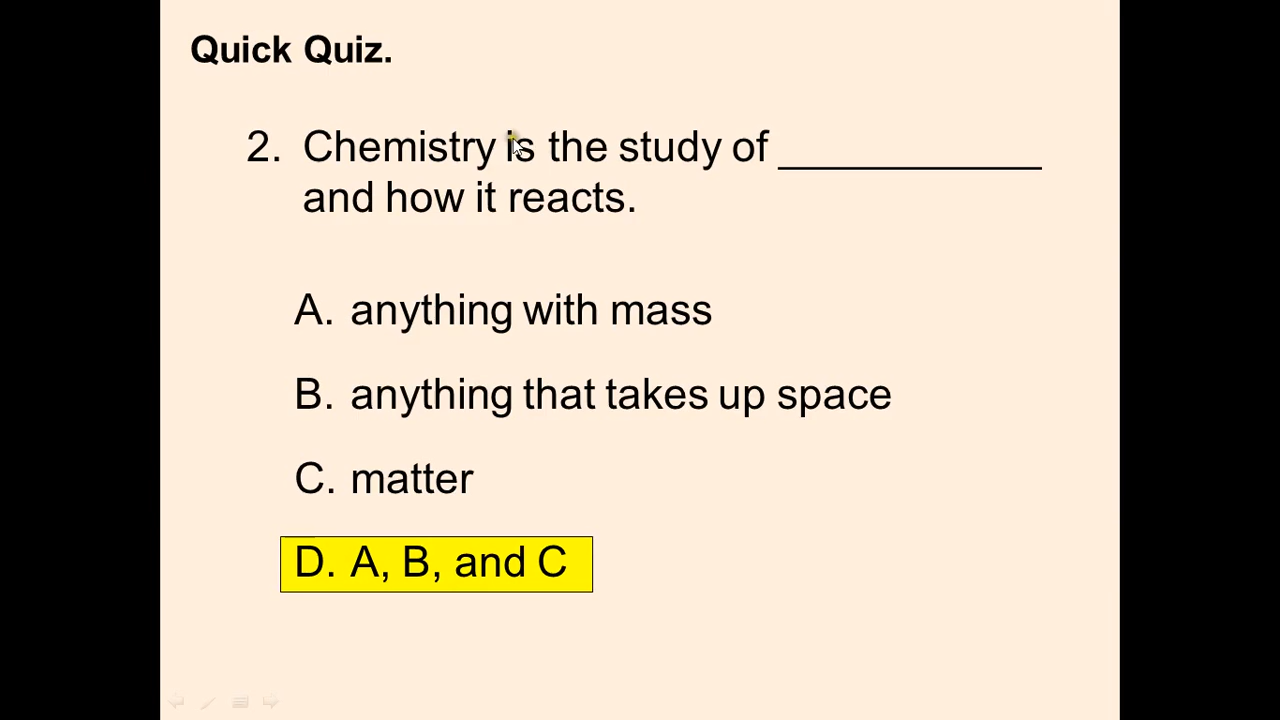 Quick Quiz.
2. Chemistry is the study of ___________
and how it reacts.
A. anything with mass
B. anything that takes up space
C. matter
D. A, B, and C